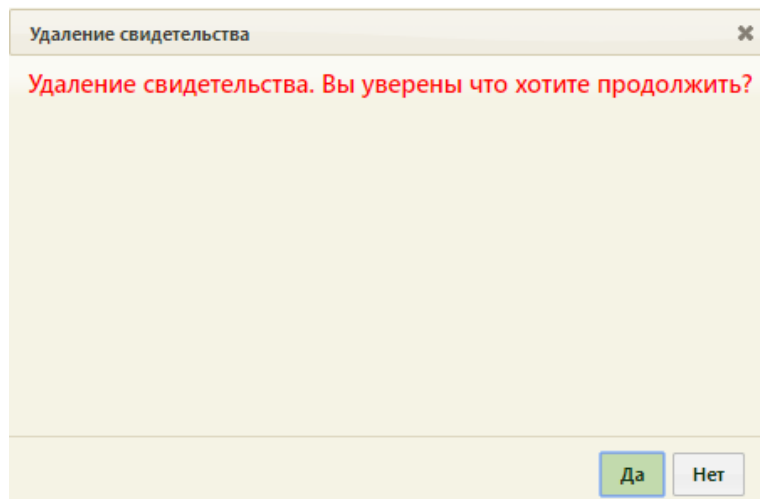 Удаление свидетельства
Удаление свидетельства. Вы уверены что хотите продолжить?
Да Нет